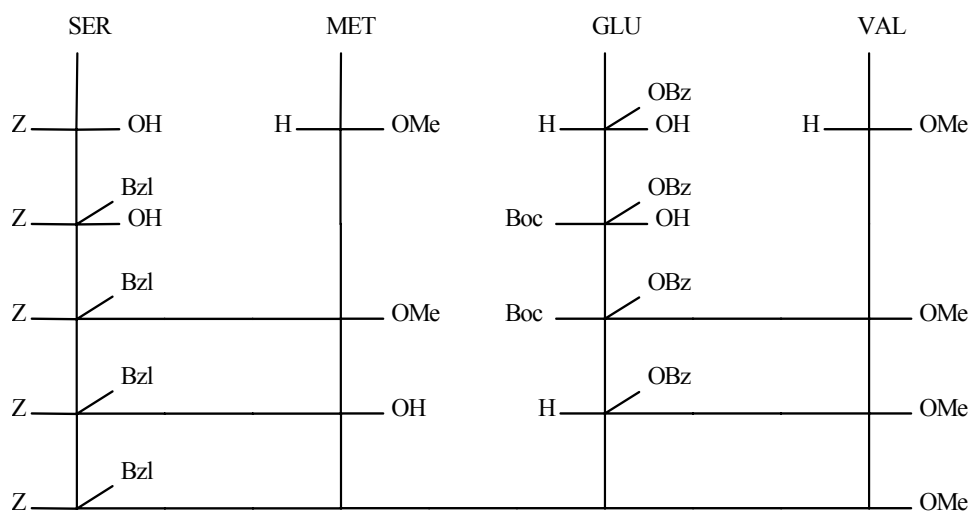 SER MET GLU VAL
OBz
Z OH H OMe H OH H OMe
Bzl OBz
Z OH Boc OH
Bzl OBz
Z OMe Boc OMe
Bzl OBz
Z OH H OMe
Bzl
Z OMe